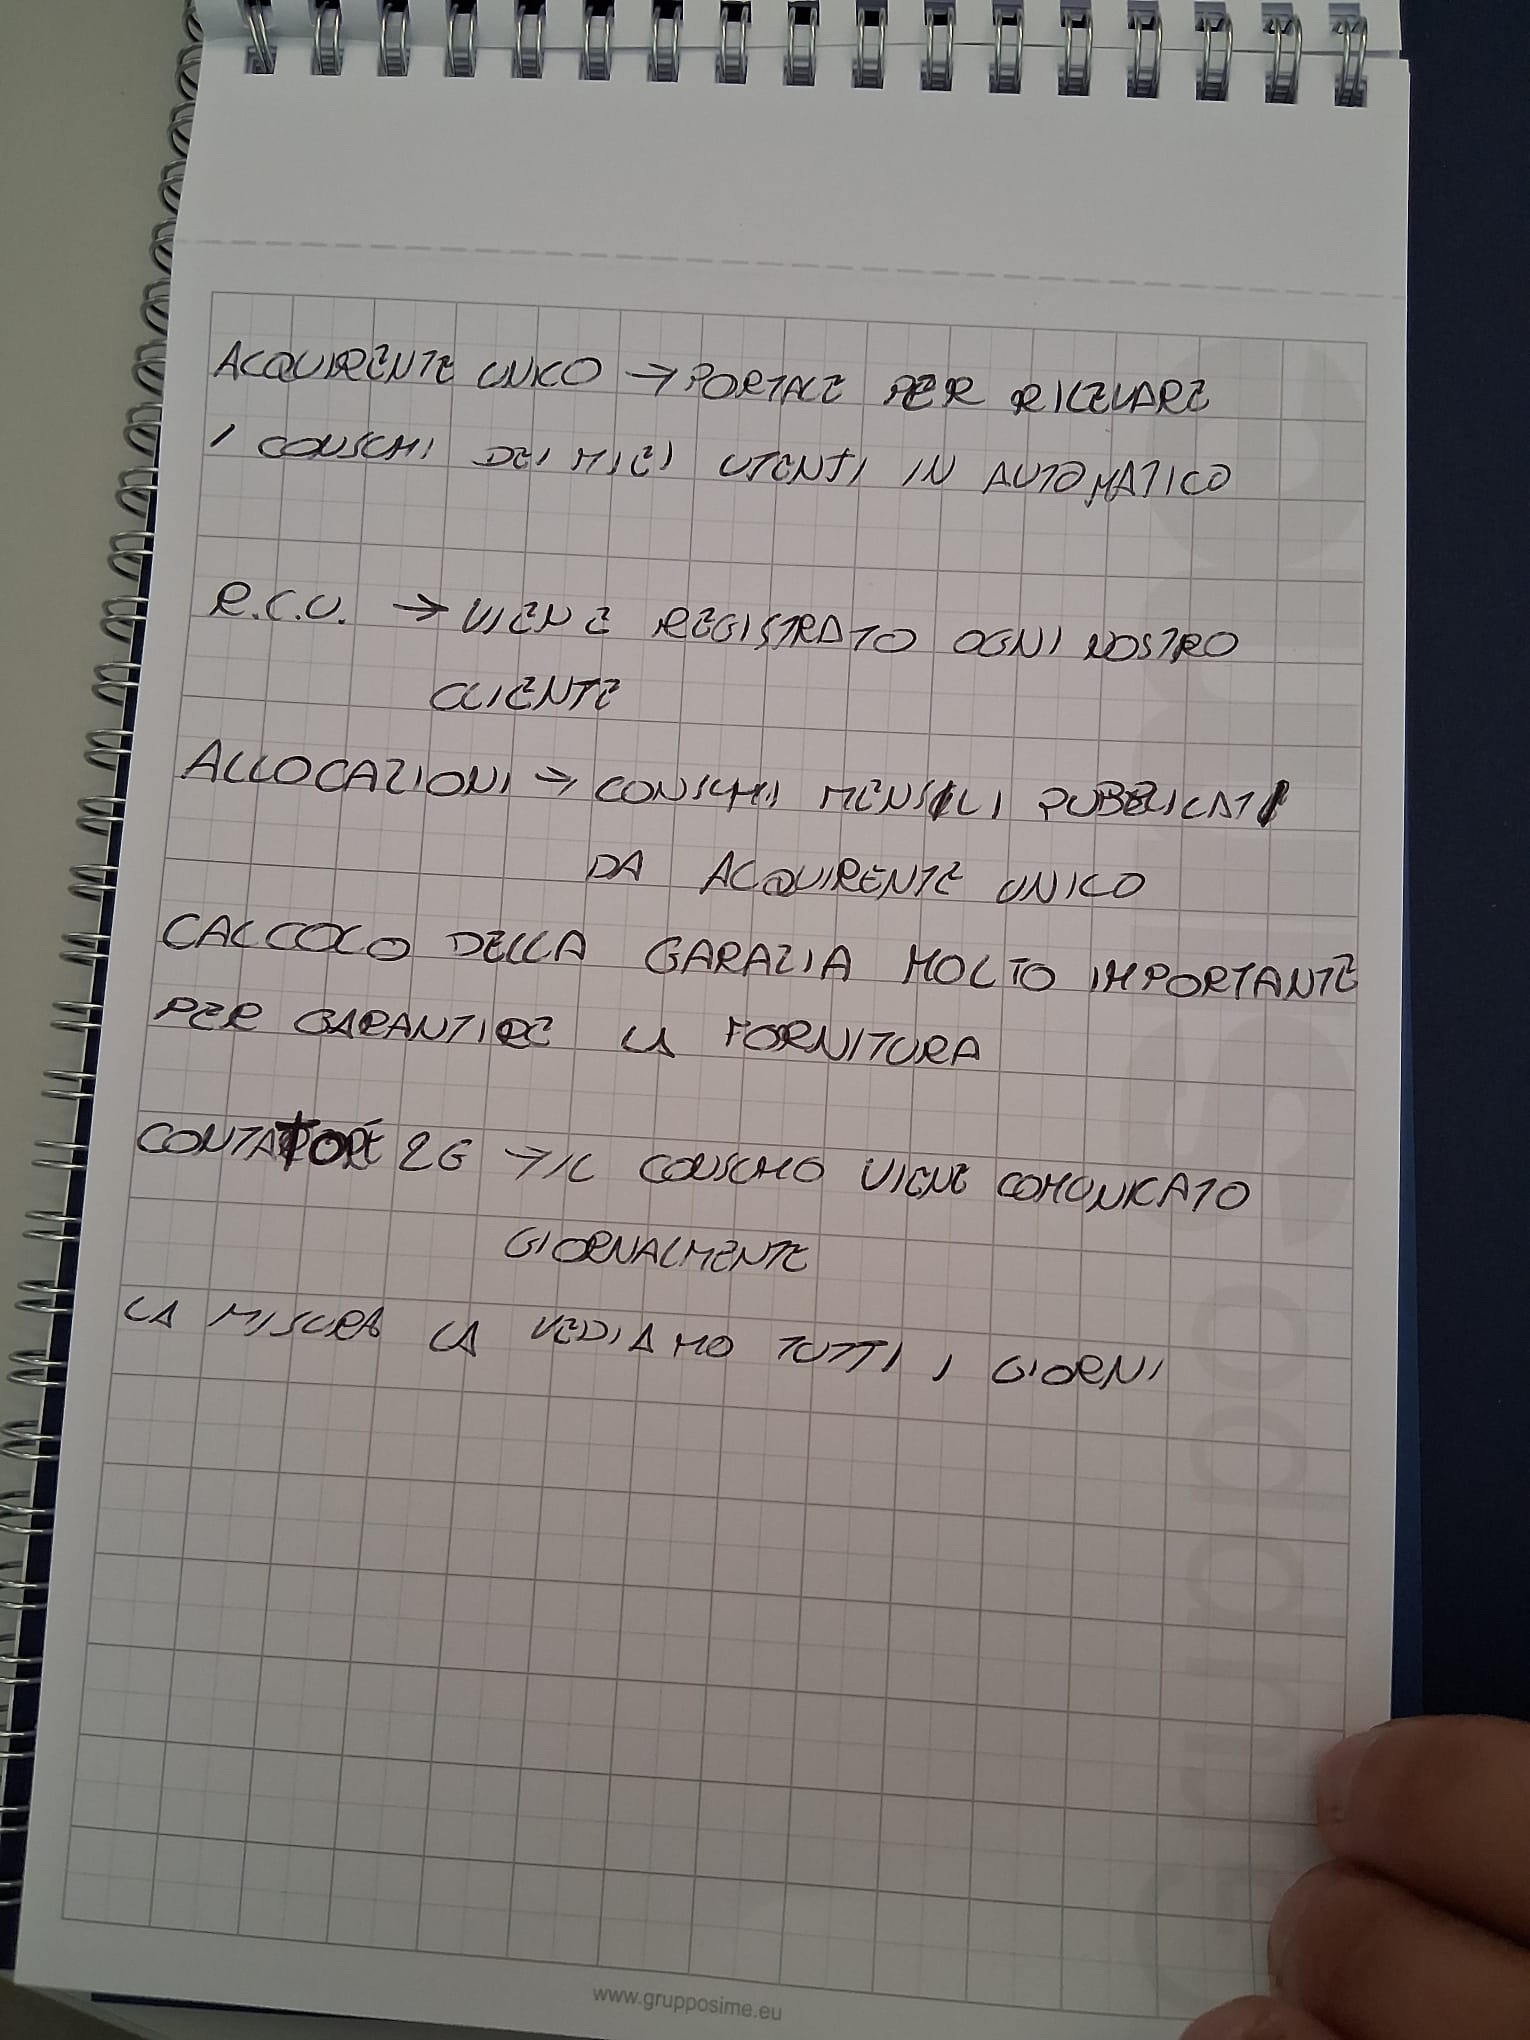 ACQUIRENTE UNICO → PORTALE PER RILEVARE
I CONSUMI DEI MIEI UTENTI IN AUTOMATICO
R.C.U. → VIENE REGISTRATO OGNI NOSTRO
CLIENTE
ALLOCAZIONI → CONSUMI MENSILI PUBBLICATI
DA ACQUIRENTE UNICO
CALCOLO DELLA GARAZIA MOLTO IMPORTANTE
PER GARANTIRE LA FORNITURA
CONTATORE 2G → IL CONSUMO VIENE COMUNICATO
GIORNALMENTE
LA MISURA LA VEDIAMO TUTTI I GIORNI
www.grupposime.eu
Gruppo Sime